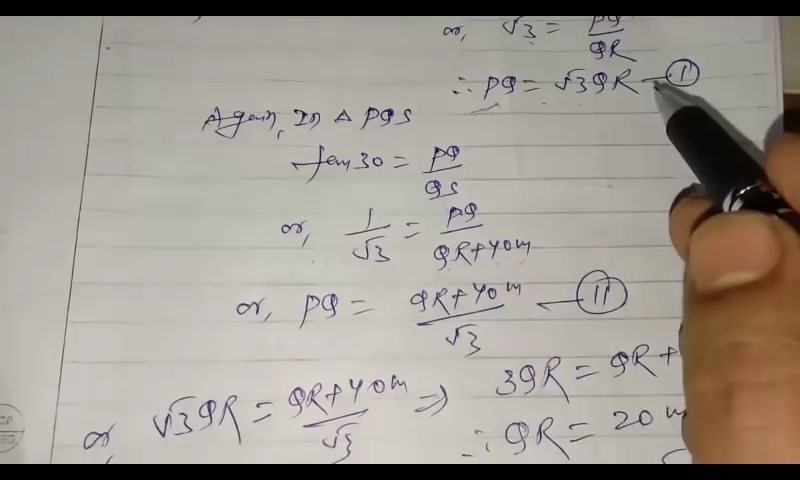 or, √3 = PQ/QR
∴ PQ = √3QR — (I)
Again, In △ PQS
tan 30 = PQ/QS
or, 1/√3 = PQ/QR+40m
or, PQ = QR+40m/√3 — (II)
or √3QR = QR+40m/√3 ⇒ 3QR = QR+
∴ QR = 20m